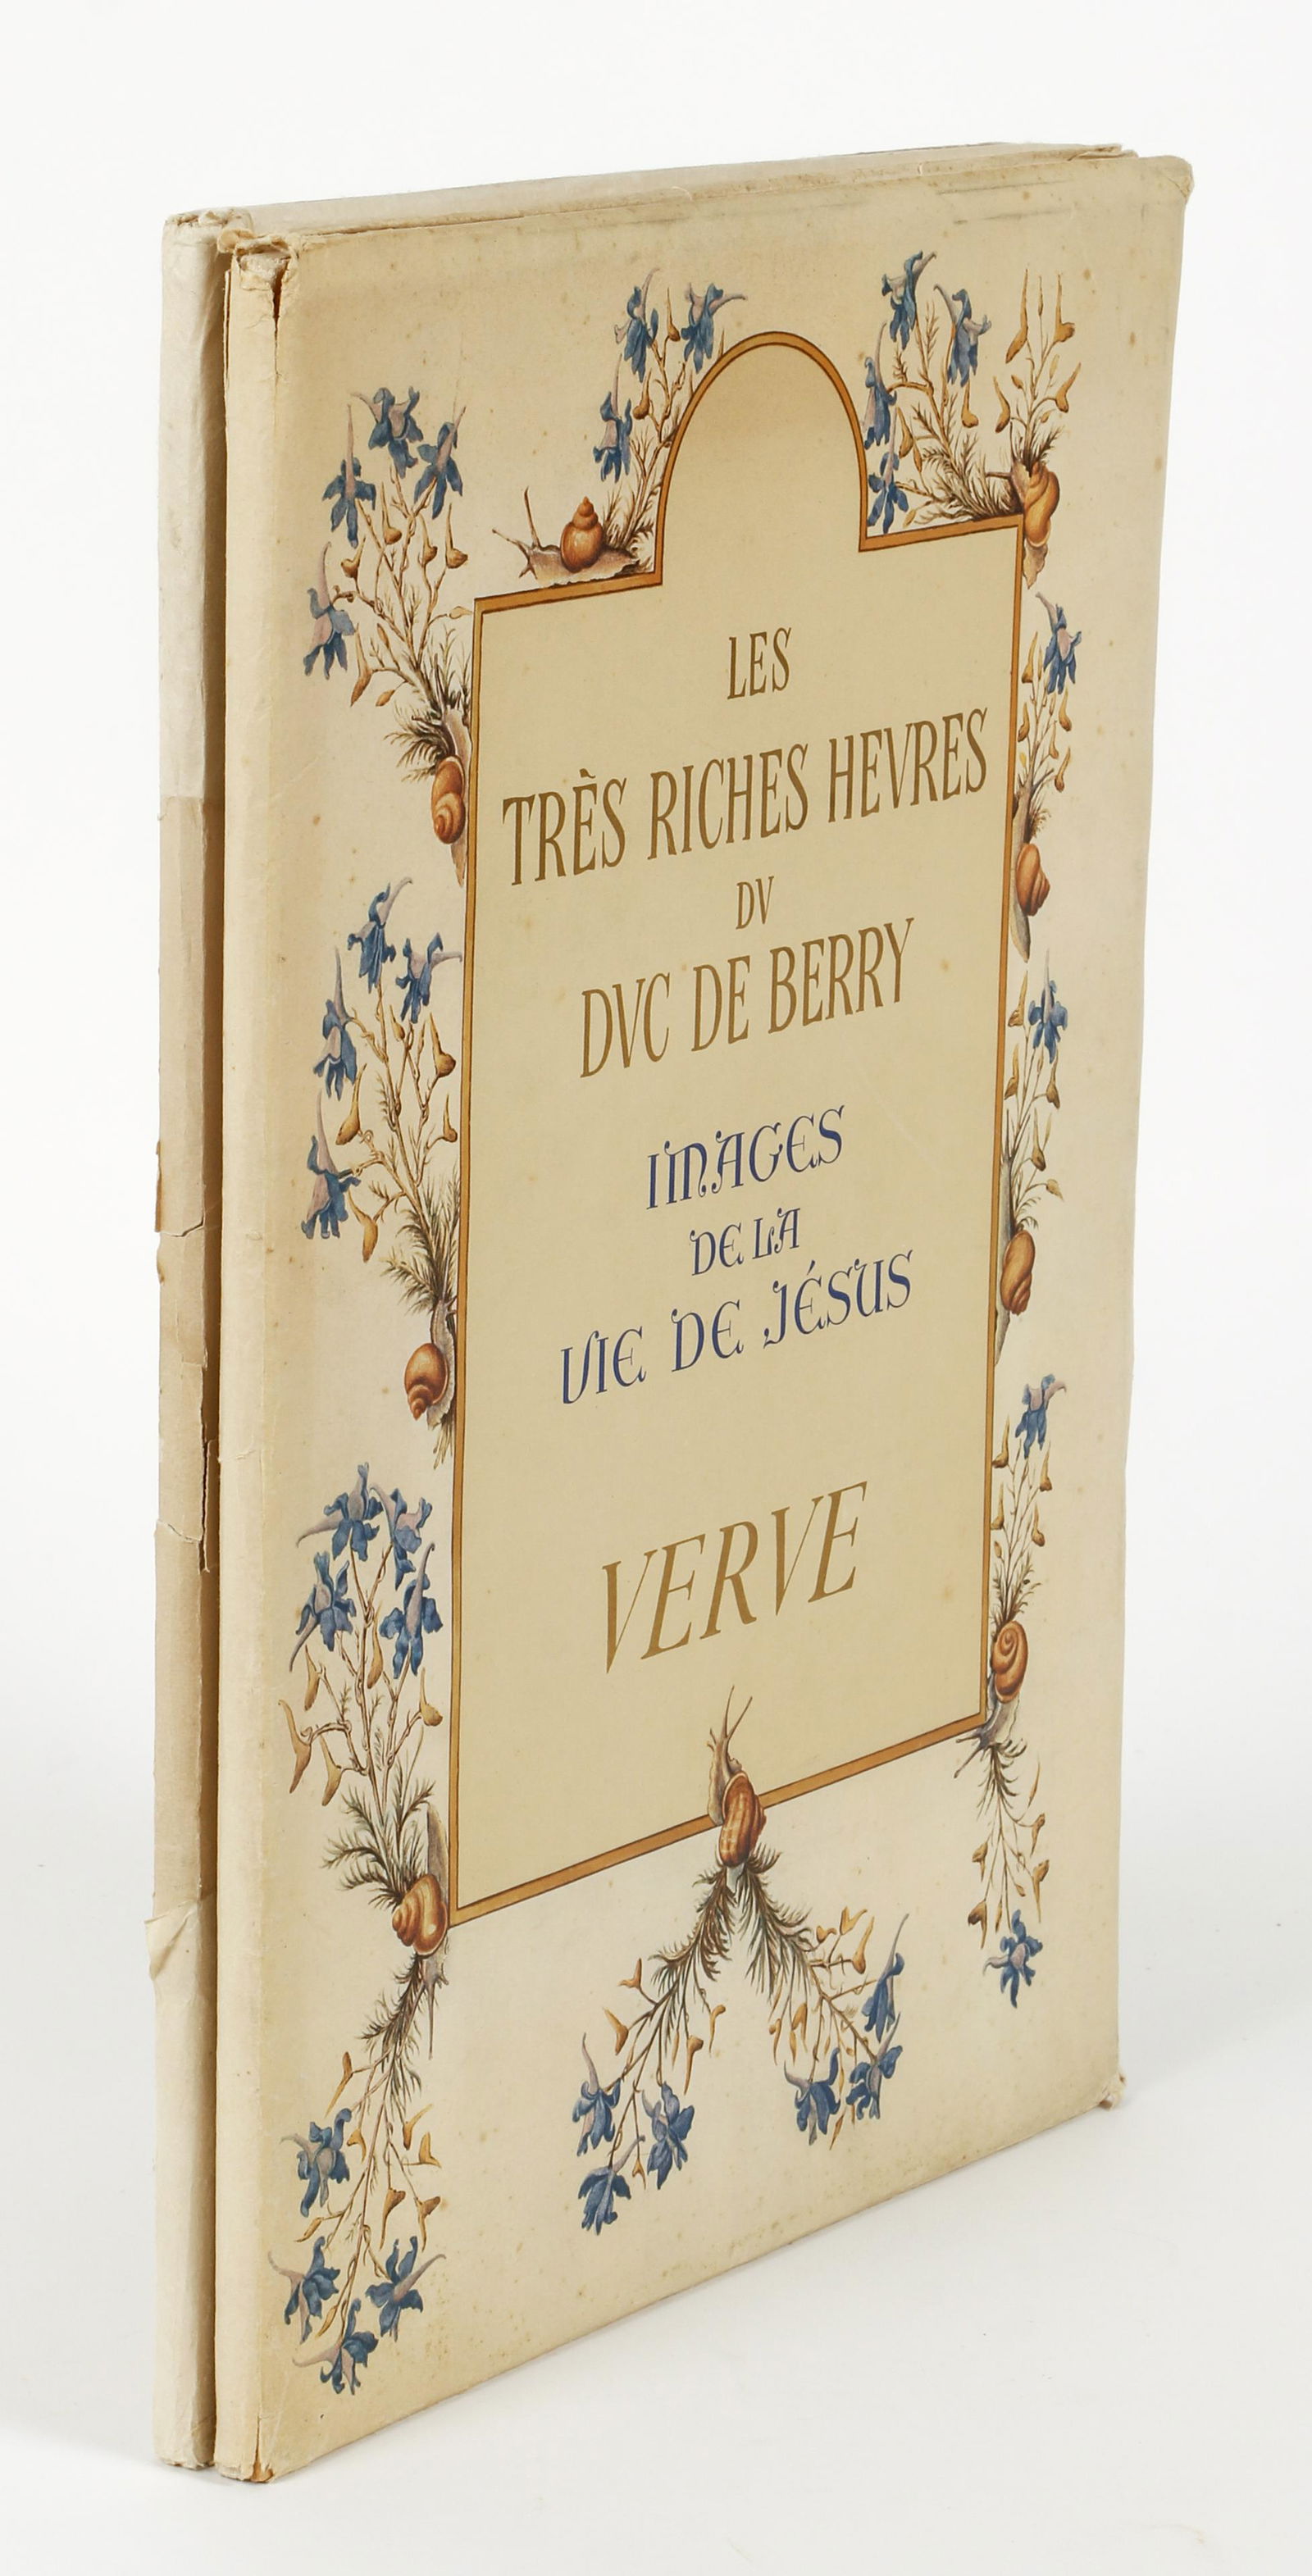 LES
TRÈS RICHES HEVRES
DV
DVC DE BERRY
IMAGES
DE LA
VIE DE JÉSUS
VERVE